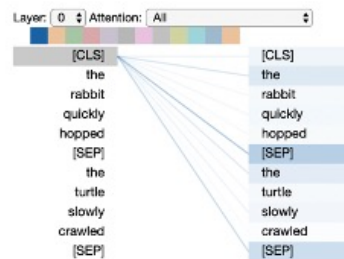 Layer: 0 Attention: All
[CLS] [CLS]
the the
rabbit rabbit
quickly quickly
hopped hopped
[SEP] [SEP]
the the
turtle turtle
slowly slowly
crawled crawled
[SEP] [SEP]